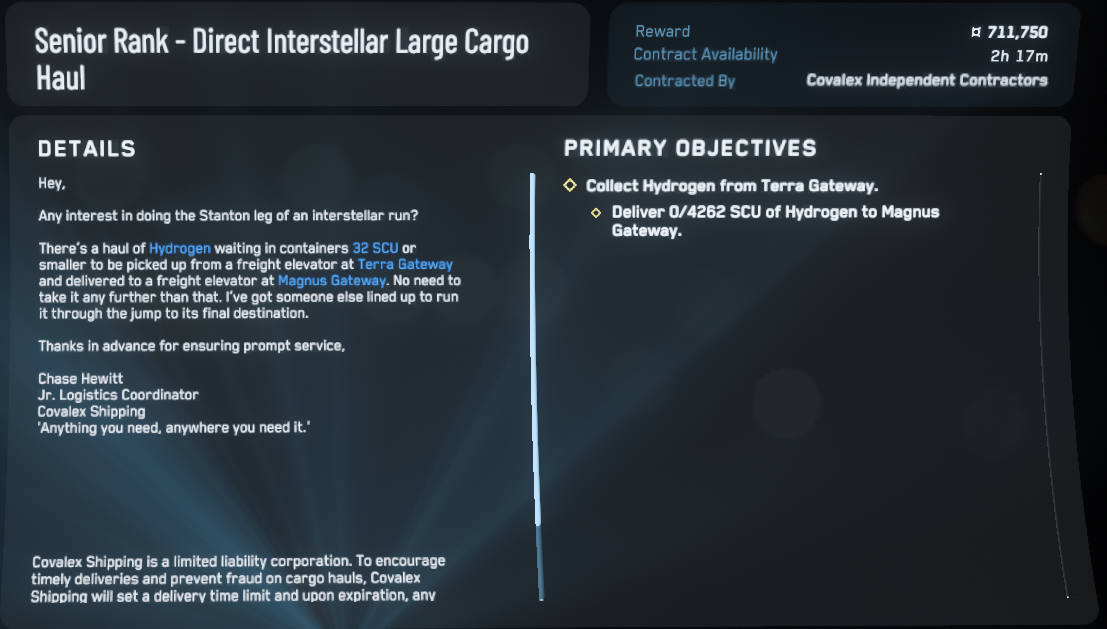 Senior Rank - Direct Interstellar Large Cargo
Haul
Reward ¤ 711,750
Contract Availability 2h 17m
Contracted By Covalex Independent Contractors
DETAILS
Hey,
Any interest in doing the Stanton leg of an interstellar run?
There's a haul of Hydrogen waiting in containers 32 SCU or
smaller to be picked up from a freight elevator at Terra Gateway
and delivered to a freight elevator at Magnus Gateway. No need to
take it any further than that. I've got someone else lined up to run
it through the jump to its final destination.
Thanks in advance for ensuring prompt service,
Chase Hewitt
Jr. Logistics Coordinator
Covalex Shipping
'Anything you need, anywhere you need it.'
Covalex Shipping is a limited liability corporation. To encourage
timely deliveries and prevent fraud on cargo hauls, Covalex
Shipping will set a delivery time limit and upon expiration, any
PRIMARY OBJECTIVES
Collect Hydrogen from Terra Gateway.
Deliver 0/4262 SCU of Hydrogen to Magnus
Gateway.